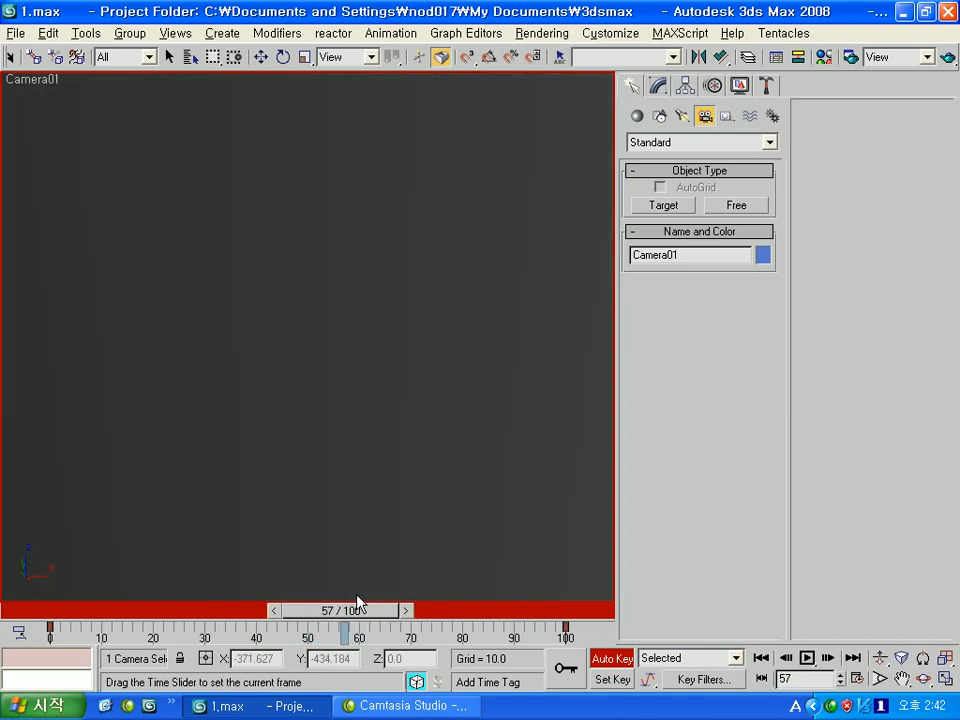 1.max - Project Folder: C:₩Documents and Settings₩nod017₩My Documents₩3dsmax - Autodesk 3ds Max 2008 -...
File Edit Tools Group Views Create Modifiers reactor Animation Graph Editors Rendering Customize MAXScript Help Tentacles
All View View
Camera01
Standard
- Object Type
AutoGrid
Target Free
- Name and Color
Camera01
z
x
< 57 / 100 >
0 10 20 30 40 50 60 70 80 90 100
1 Camera Sel X: -371.627 Y: -434.184 Z: 0.0 Grid = 10.0 Auto Key Selected
Drag the Time Slider to set the current frame Add Time Tag Set Key Key Filters... 57
시작 1.max - Proje... Camtasia Studio -... A 오후 2:42